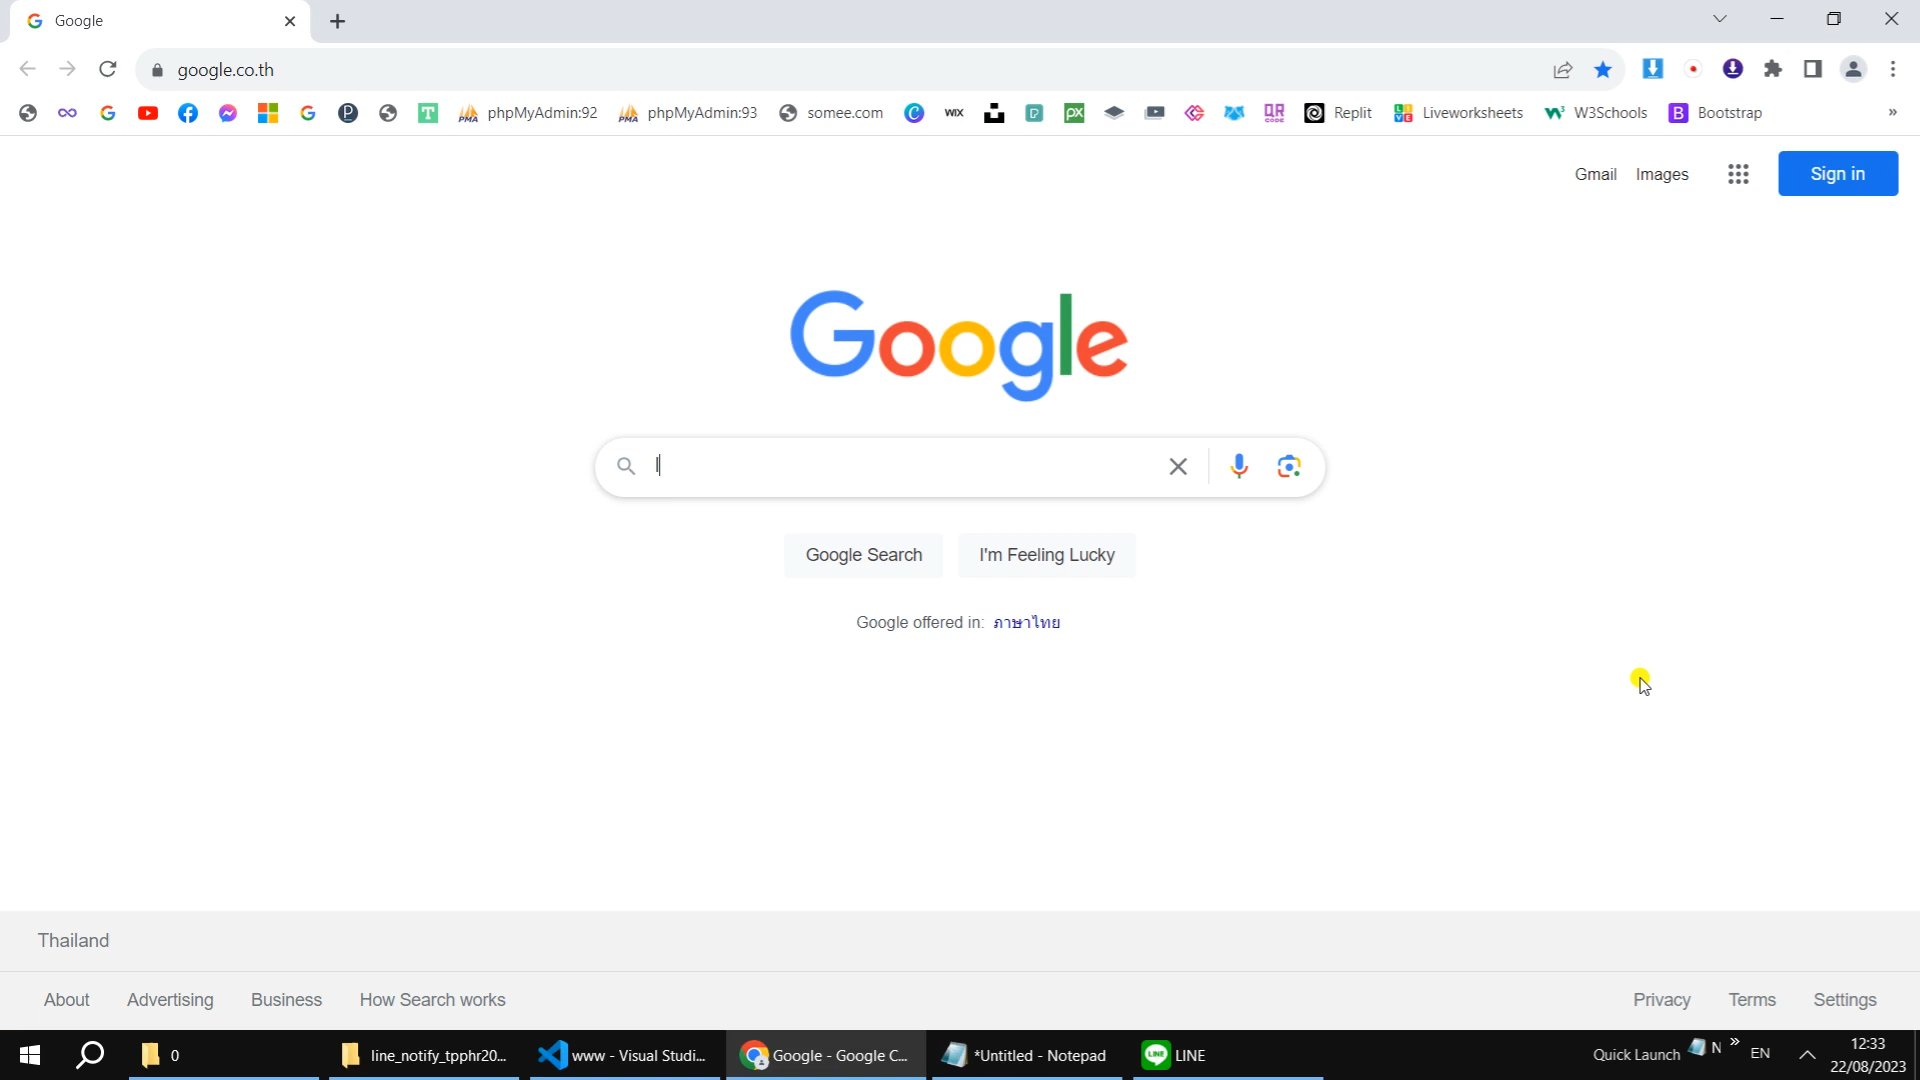 Google
google.co.th
phpMyAdmin:92
phpMyAdmin:93
somee.com
WIX
PX
QR CODE
Replit
Liveworksheets
W3Schools
Bootstrap
»
Gmail
Images
Sign in
Google
l
Google Search
I'm Feeling Lucky
Google offered in: ภาษาไทย
Thailand
About
Advertising
Business
How Search works
Privacy
Terms
Settings
0
line_notify_tpphr20...
www - Visual Studi...
Google - Google C...
*Untitled - Notepad
LINE
Quick Launch
N
»
EN
12:33
22/08/2023